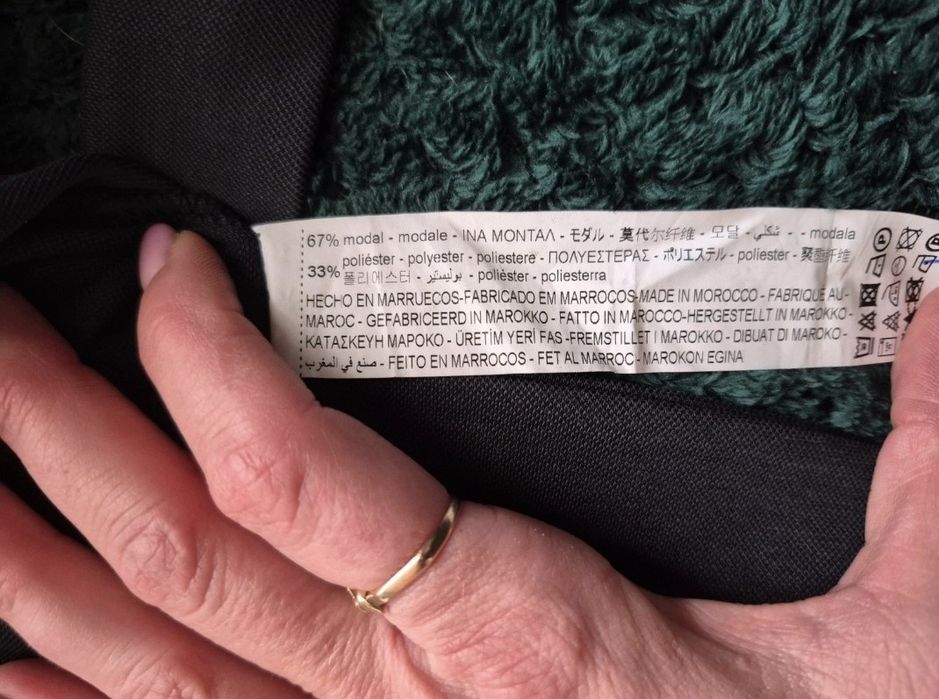 67% modal - modale - INA MONTAΛ - モダル - 莫代尔纤维 - 모달 - شكلي - - modala
33% poliéster - polyester - poliestere - ΠΟΛΥΕΣΤΕΡΑΣ - ポリエステル - poliester - 聚酯纤维
폴리에스터 - بوليستير - polièster - poliesterra
HECHO EN MARRUECOS-FABRICADO EM MARROCOS-MADE IN MOROCCO - FABRIQUE AU-
MAROC - GEFABRICEERD IN MAROKKO - FATTO IN MAROCCO-HERGESTELLT IN MAROKKO -
ΚΑΤΑΣΚΕΥΗ ΜΑΡΟΚΟ - ÜRETİM YERİ FAS -FREMSTILLET I MAROKKO - DIBUAT DI MAROKO -
صنع في المغرب - FEITO EN MARROCOS - FET AL MARROC - MAROKON EGINA